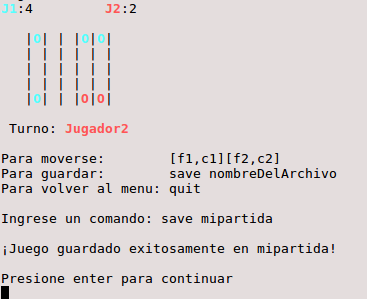 J1:4 J2:2
|O| | |O|O|
| | | | | |
| | | | | |
| | | | | |
|O| | |O|O|
Turno: Jugador2
Para moverse: [f1,c1][f2,c2]
Para guardar: save nombreDelArchivo
Para volver al menu: quit
Ingrese un comando: save mipartida
¡Juego guardado exitosamente en mipartida!
Presione enter para continuar